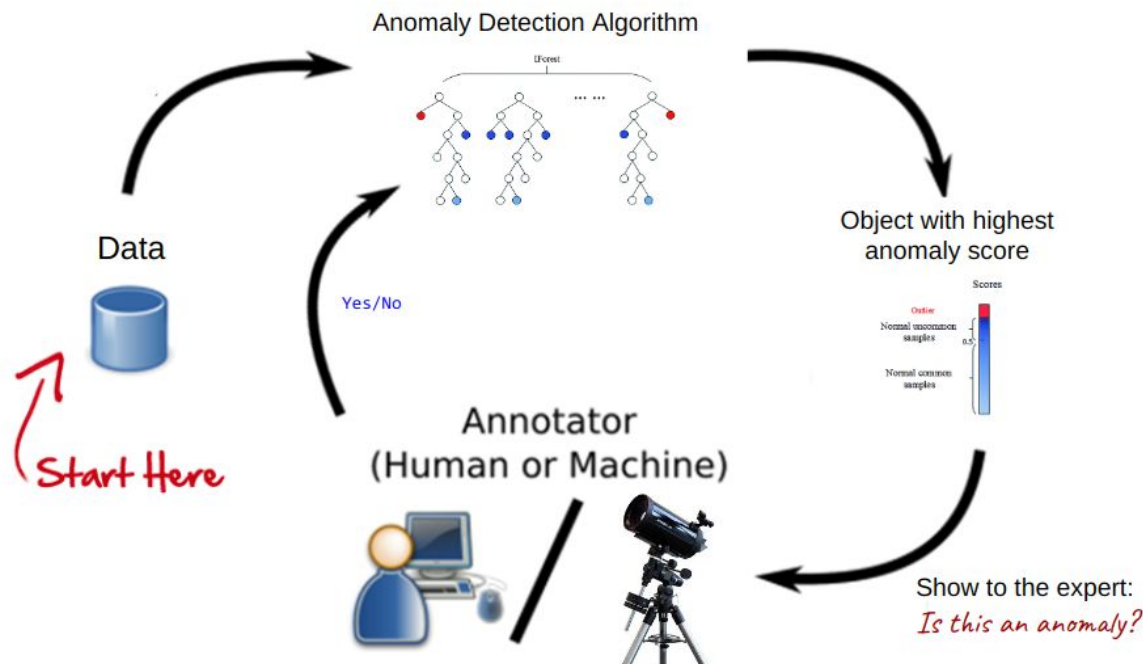 Anomaly Detection Algorithm
IForest
... ...
Data
Start Here
Yes/No
Object with highest
anomaly score
Scores
Outlier
Normal uncommon
samples
0.5
Normal common
samples
Annotator
(Human or Machine)
Show to the expert:
Is this an anomaly?